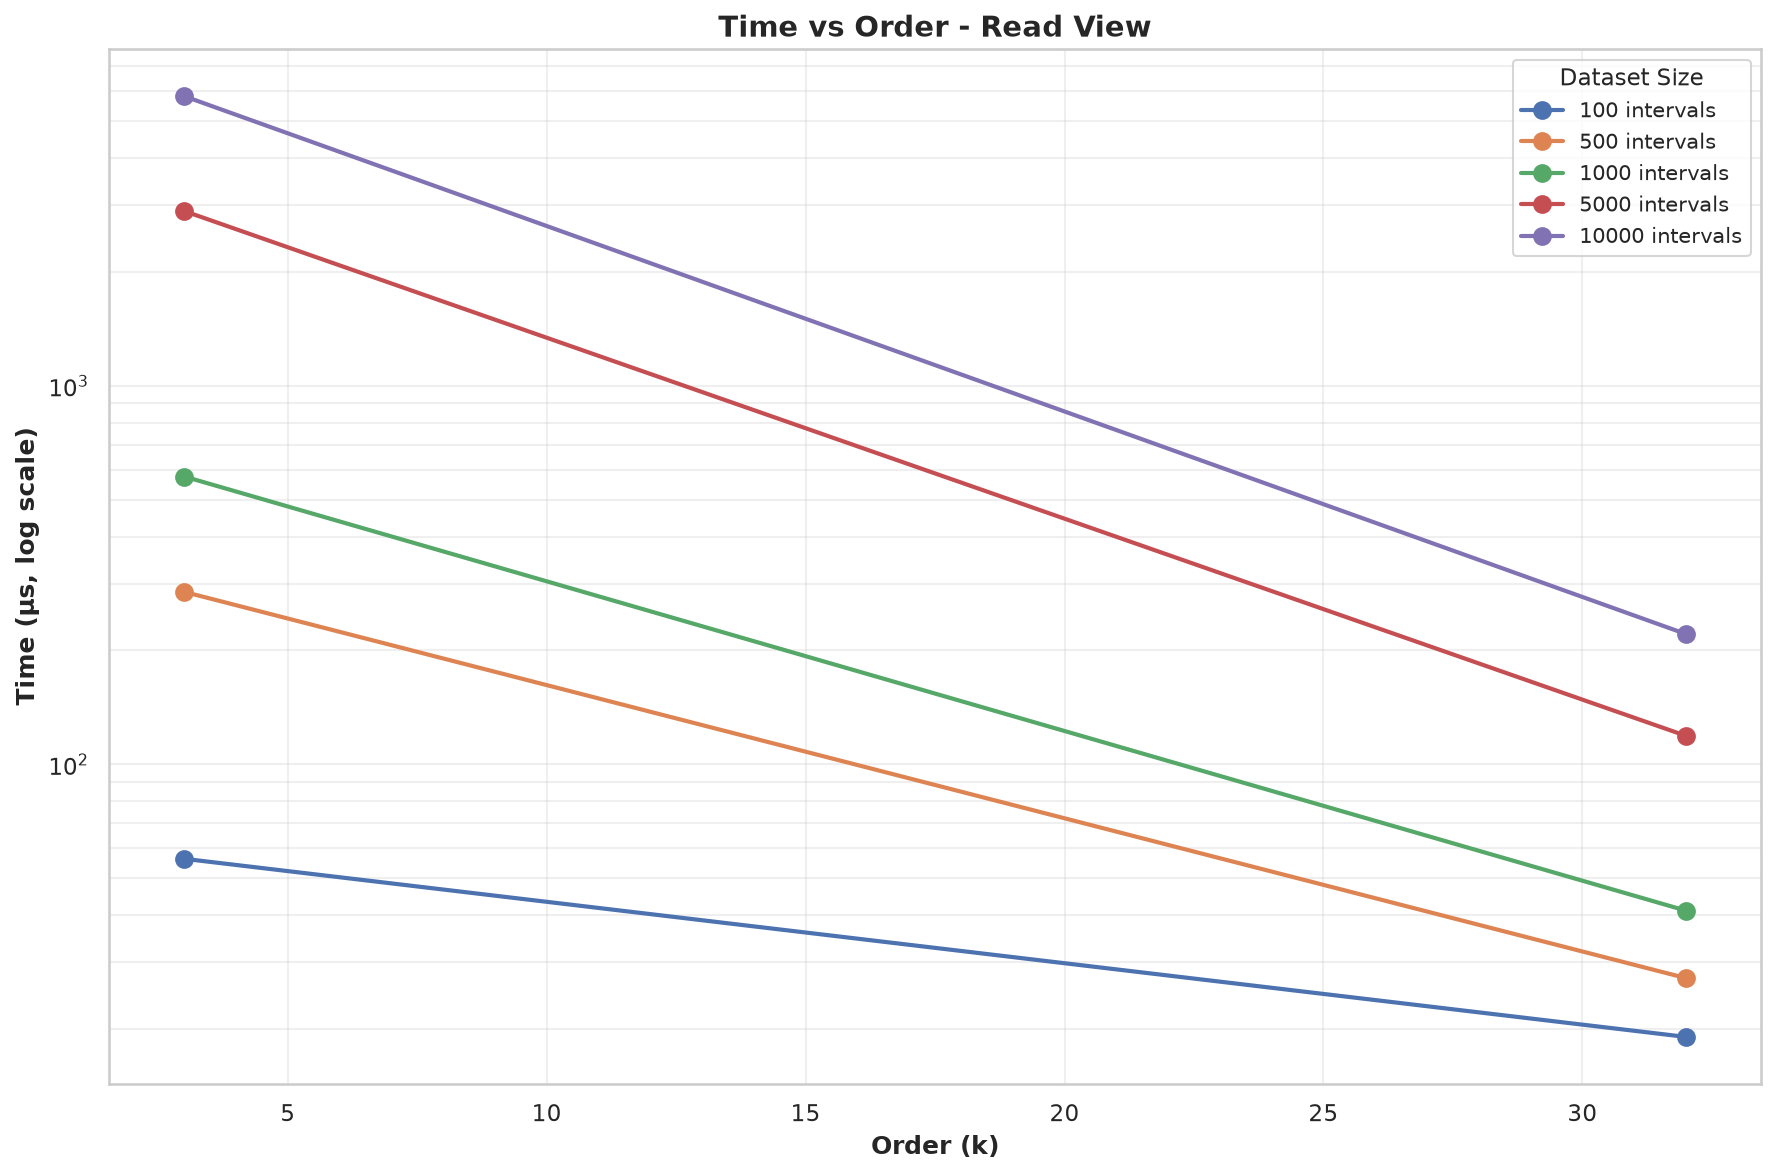 Time vs Order - Read View
Dataset Size
100 intervals
500 intervals
1000 intervals
5000 intervals
10000 intervals
Time (µs, log scale)
10³
10²
5 10 15 20 25 30
Order (k)